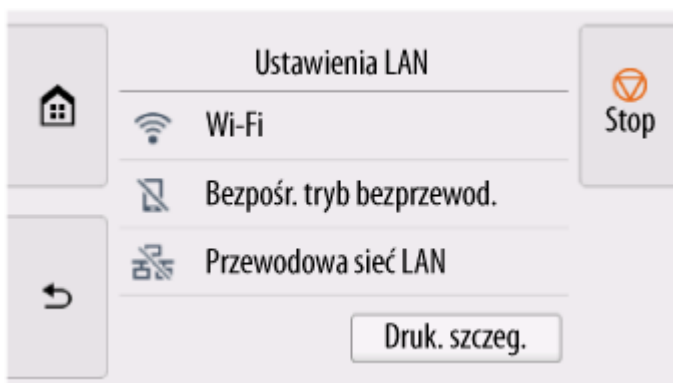 Ustawienia LAN
Wi-Fi
Stop
Bezpośr. tryb bezprzewod.
Przewodowa sieć LAN
Druk. szczeg.